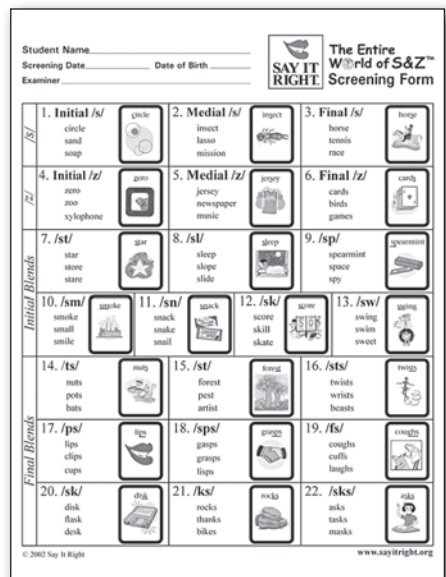 Student Name
Screening Date Date of Birth
Examiner
SAY IT
RIGHT™
The Entire
World of S&Z™
Screening Form
/s/
1. Initial /s/
circle
sand
soap
circle
2. Medial /s/
insect
lasso
mission
insect
3. Final /s/
horse
tennis
race
horse
/z/
4. Initial /z/
zero
zoo
xylophone
zero
5. Medial /z/
jersey
newspaper
music
jersey
6. Final /z/
cards
birds
games
cards
Initial Blends
7. /st/
star
store
stare
star
8. /sl/
sleep
slope
slide
sleep
9. /sp/
spearmint
space
spy
spearmint
10. /sm/
smoke
small
smile
smoke
11. /sn/
snack
snake
snail
snack
12. /sk/
score
skill
skate
score
13. /sw/
swing
swim
sweet
swing
Final Blends
14. /ts/
nuts
pots
bats
nuts
15. /st/
forest
pest
artist
forest
16. /sts/
twists
wrists
beasts
twists
17. /ps/
lips
clips
cups
lips
18. /sps/
gasps
grasps
lisps
grasps
19. /fs/
coughs
cuffs
laughs
coughs
20. /sk/
disk
flask
desk
disk
21. /ks/
rocks
thanks
bikes
rocks
22. /sks/
asks
tasks
masks
asks
© 2002 Say It Right
www.sayitright.org